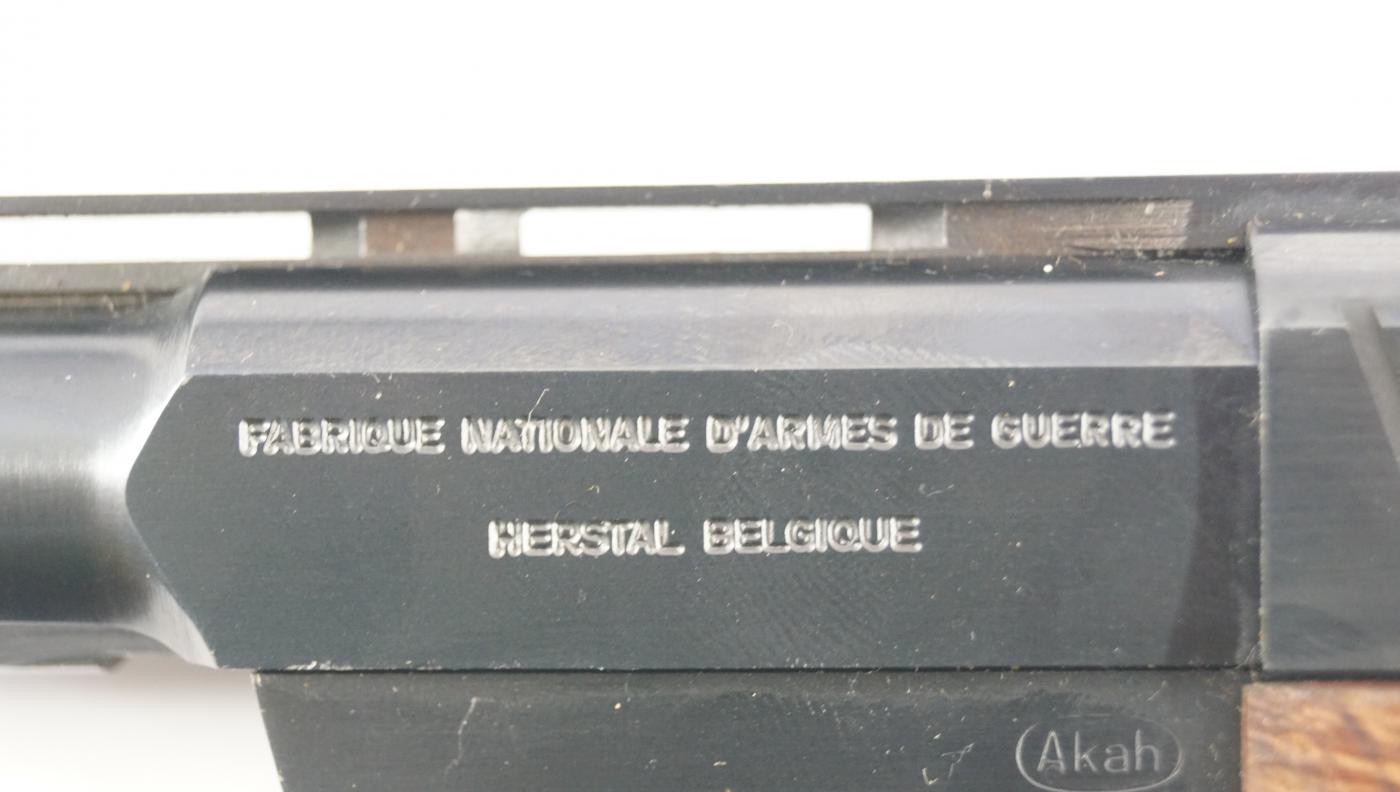 FABRIQUE NATIONALE D'ARMES DE GUERRE
HERSTAL BELGIQUE
Akah